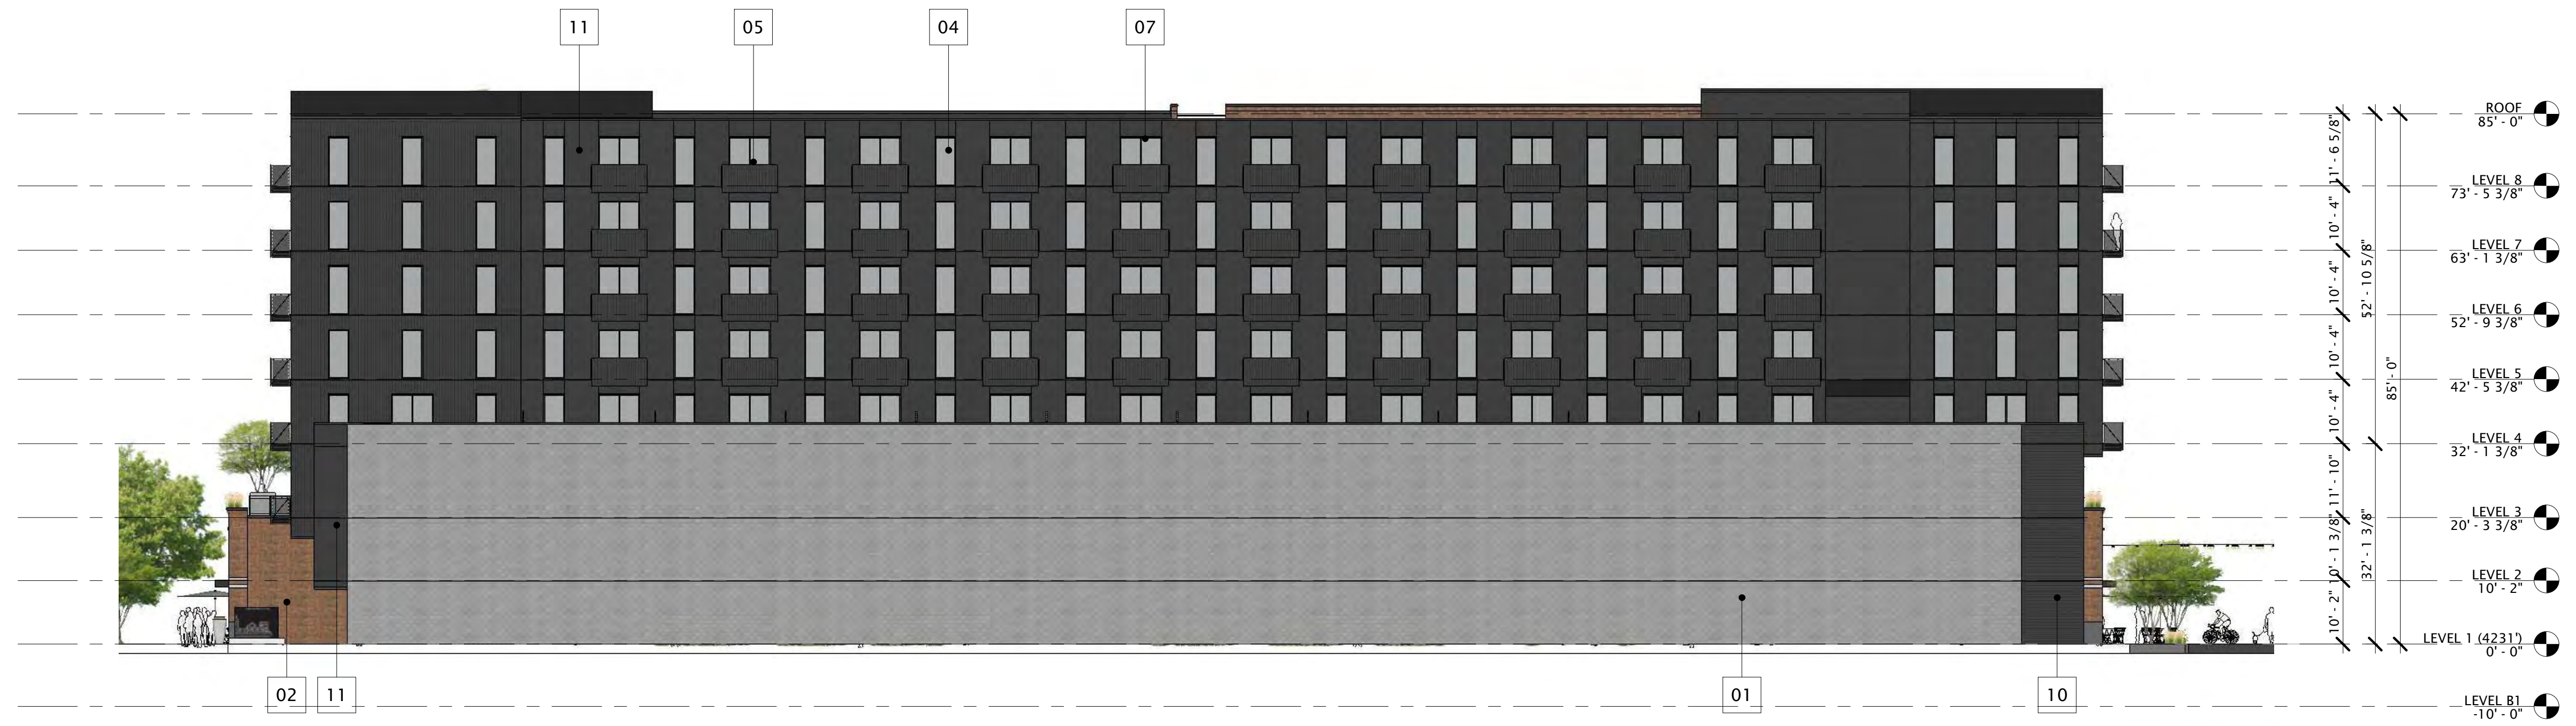 11
05
04
07
ROOF
85' - 0"
11' - 6 5/8"
LEVEL 8
73' - 5 3/8"
10' - 4"
LEVEL 7
63' - 1 3/8"
52' - 10 5/8"
10' - 4"
LEVEL 6
52' - 9 3/8"
10' - 4"
85' - 0"
LEVEL 5
42' - 5 3/8"
10' - 4"
LEVEL 4
32' - 1 3/8"
11' - 10"
LEVEL 3
20' - 3 3/8"
10' - 1 3/8"
32' - 1 3/8"
LEVEL 2
10' - 2"
10' - 2"
LEVEL 1 (4231')
0' - 0"
02
11
01
10
LEVEL B1
-10' - 0"